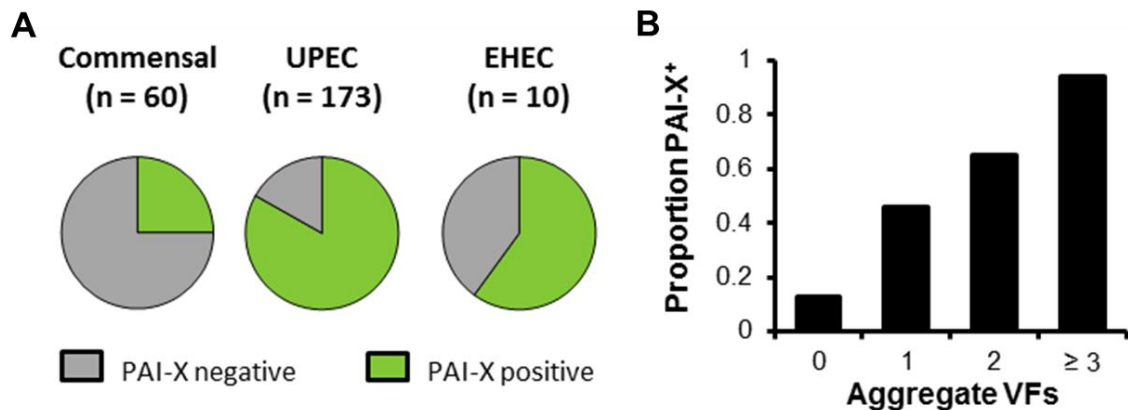 A
Commensal
(n = 60)
UPEC
(n = 173)
EHEC
(n = 10)
PAI-X negative
PAI-X positive
B
Proportion PAI-X⁺
1
0.8
0.6
0.4
0.2
0
0 1 2 ≥ 3
Aggregate VFs